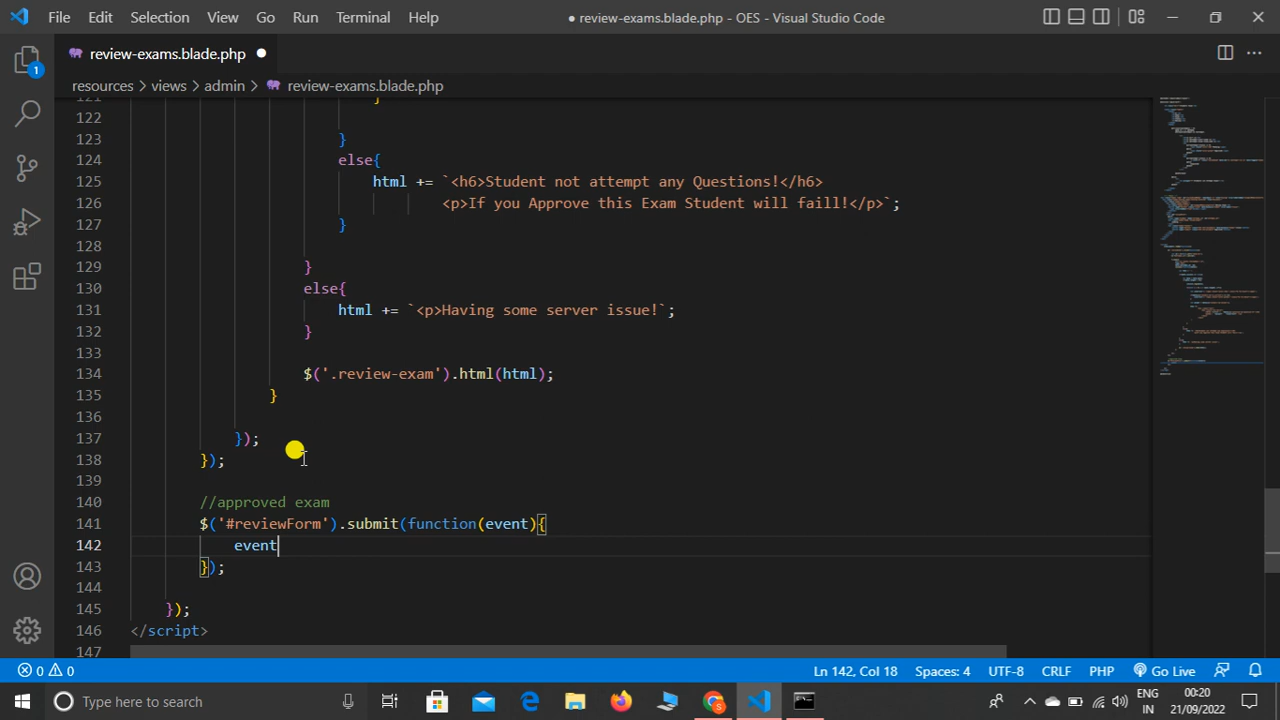 File Edit Selection View Go Run Terminal Help ● review-exams.blade.php - OES - Visual Studio Code
review-exams.blade.php
resources > views > admin > review-exams.blade.php
121 }
122
123 }
124 else{
125 html += `<h6>Student not attempt any Questions!</h6>
126 <p>If you Approve this Exam Student will faill!</p>`;
127 }
128
129 }
130 else{
131 html += `<p>Having some server issue!`;
132 }
133
134 $('.review-exam').html(html);
135 }
136
137 });
138 });
139
140 //approved exam
141 $('#reviewForm').submit(function(event){
142 event
143 });
144
145 });
146 </script>
147
1
0 0 Ln 142, Col 18 Spaces: 4 UTF-8 CRLF PHP Go Live
Type here to search
ENG
IN
00:20
21/09/2022